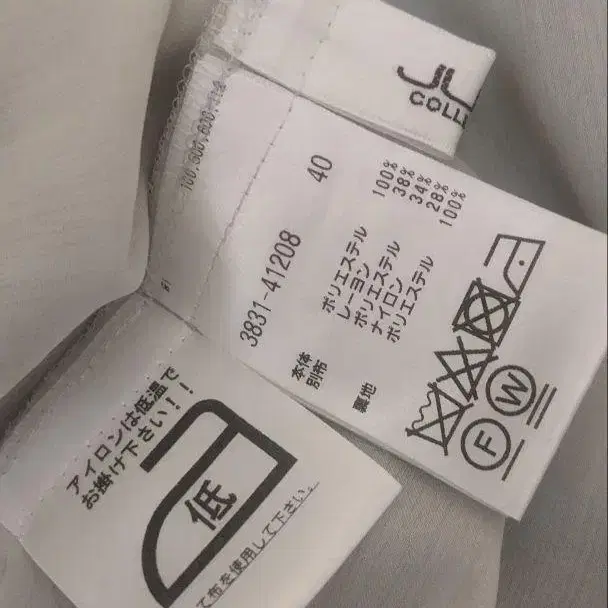 COLL
40
3831-41208
本体 ポリエステル 100%
別布 レーヨン 38%
ポリエステル 34%
ナイロン 28%
裏地 ポリエステル 100%
W
F
アイロンは低温で
お掛け下さい!!
低
て布を使用して下さい。